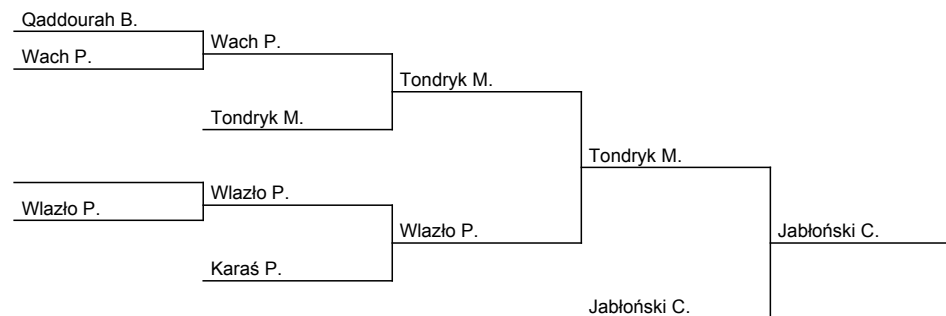 Qaddourah B.
Wach P.
Wach P.
Tondryk M.
Tondryk M.
Tondryk M.
Wlazło P.
Wlazło P.
Wlazło P.
Jabłoński C.
Karaś P.
Jabłoński C.